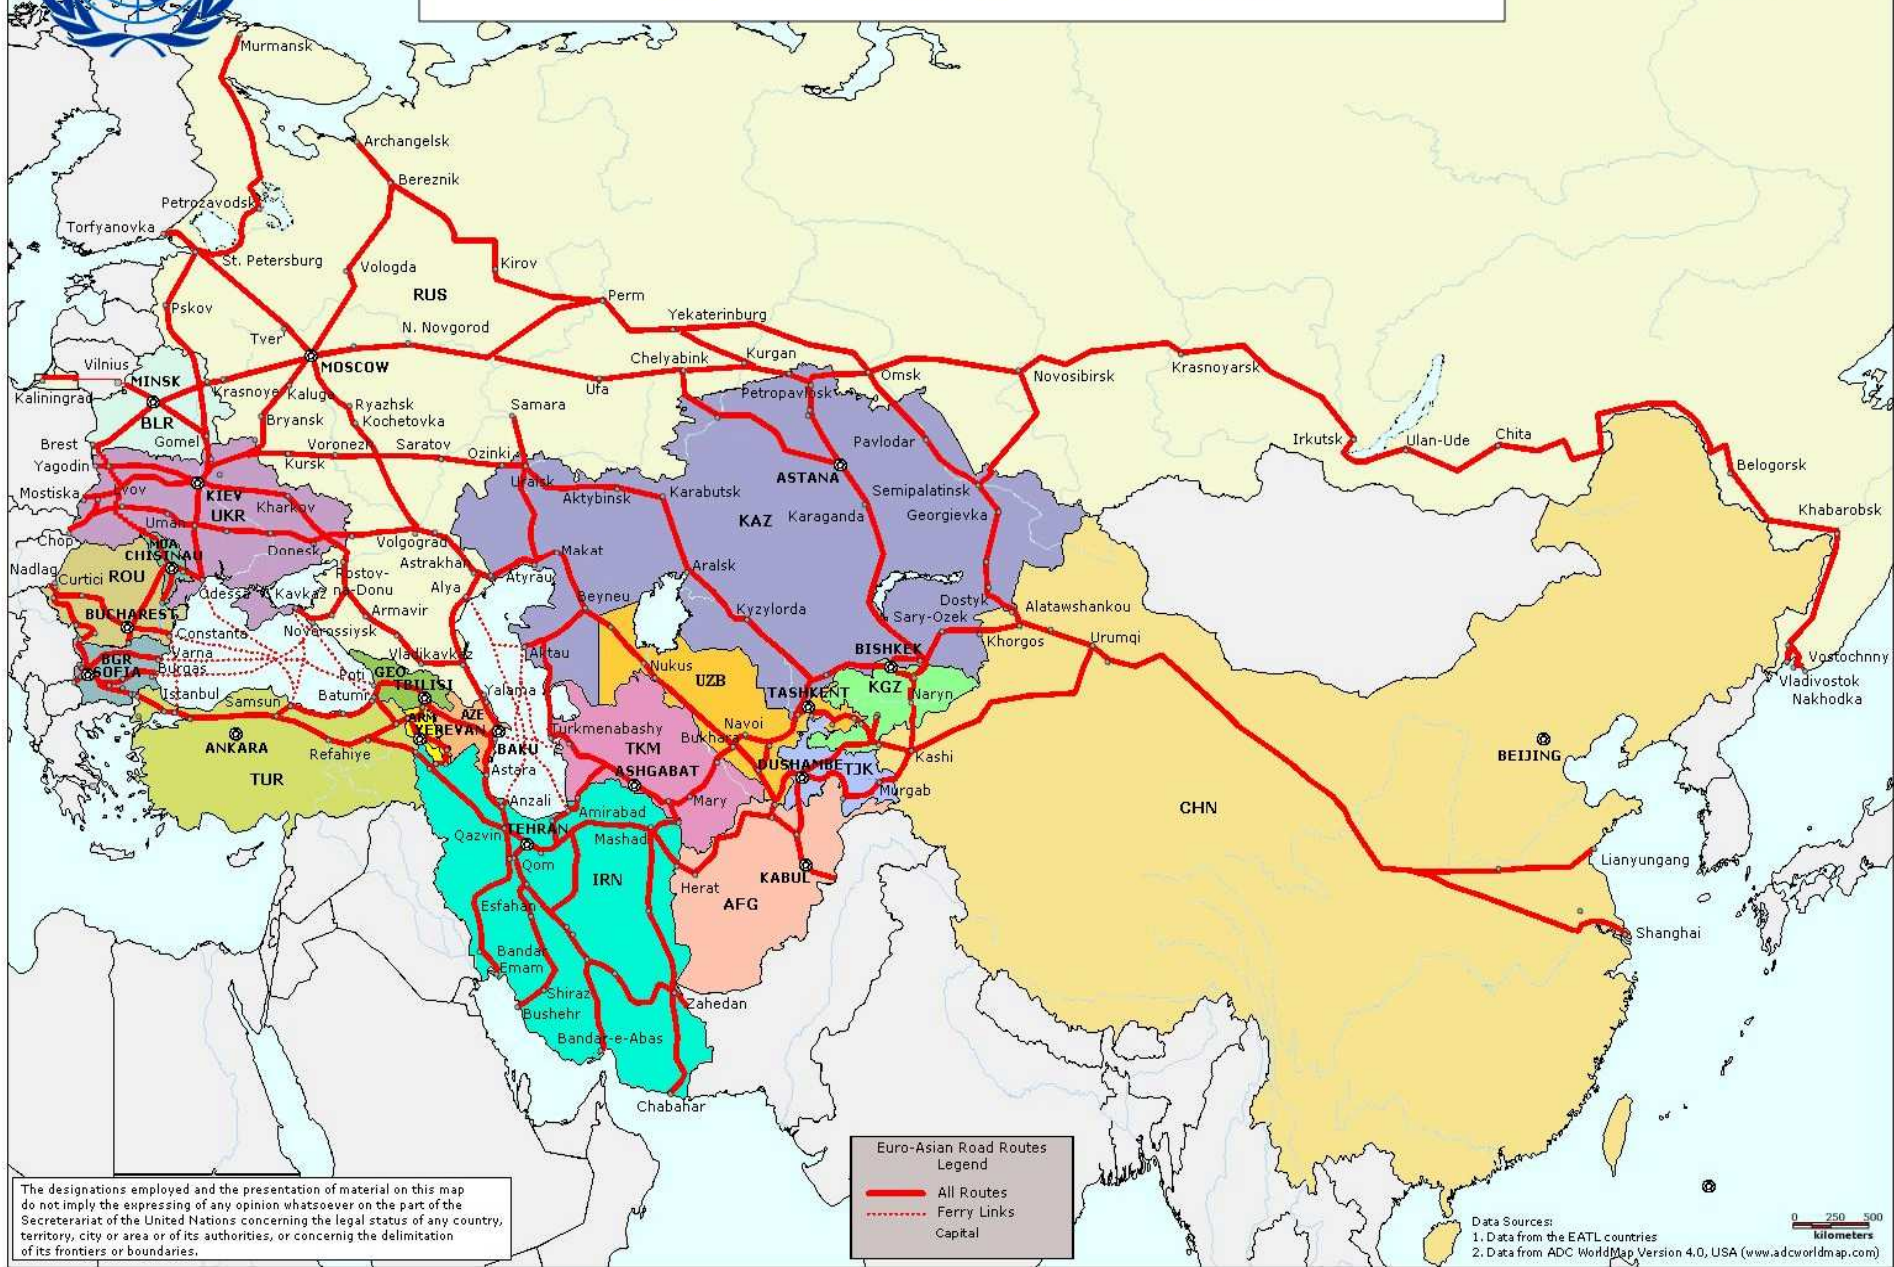 Murmansk
Archangelsk
Bereznik
Petrozavodsk
Torfyanovka
St. Petersburg
Vologda
Kirov
RUS
Perm
Pskov
Yekaterinburg
Tver
N. Novgorod
Vilnius
MOSCOW
Chelyabink
Kurgan
Omsk
Novosibirsk
Krasnoyarsk
MINSK
Kaliningrad
Krasnoye
Kaluga
Ufa
Petropavlosk
BLR
Ryazhsk
Kochetovka
Samara
Bryansk
Brest
Gomel
Voronezh
Saratov
Ozinki
Pavlodar
Irkutsk
Ulan-Ude
Chita
Yagodin
Kursk
Belogorsk
Uralsk
ASTANA
Mostiska
Lvov
KIEV
Aktybinsk
Karabutsk
Semipalatinsk
UKR
Kharkov
KAZ
Karaganda
Georgievka
Khabarobsk
Uman
Chop
Volgograd
Donesk
MDA
CHISINAU
Makat
Nadlag
Curtici
ROU
Astrakhan
Aralsk
Rostov-
na-Donu
Alya
Atyrau
Odessa
Kavkaz
Beyneu
Dostyk
Alatawshankou
BUCHAREST
Armavir
Kyzylorda
Sary-Ozek
Constanta
Novorossiysk
Khorgos
Urumqi
Varna
BGR
SOFIA
Burgas
Vladikavkaz
Aktau
BISHKEK
Vostochnny
Vladivostok
Nakhodka
Poti
GEO
TBILISI
Nukus
UZB
KGZ
Naryn
Istanbul
Samsun
Batumi
Yalama
TASHKENT
ARM
YEREVAN
AZE
BAKU
Turkmenabashy
Navoi
Bukhara
TKM
ANKARA
Refahiye
TUR
Astara
ASHGABAT
DUSHAMBE
TJK
Kashi
BEIJING
Murgab
Anzali
Amirabad
Mary
CHN
Qazvin
TEHRAN
Mashad
Qom
IRN
Herat
KABUL
Lianyungang
Esfahan
AFG
Shanghai
Bandar
Emam
Shiraz
Bushehr
Zahedan
Bandar-e-Abas
Chabahar
Euro-Asian Road Routes
Legend
All Routes
Ferry Links
Capital
The designations employed and the presentation of material on this map
do not imply the expressing of any opinion whatsoever on the part of the
Secreterariat of the United Nations concerning the legal status of any country,
territory, city or area or of its authorities, or concernig the delimitation
of its frontiers or boundaries.
Data Sources:
1. Data from the EATL countries
2. Data from ADC WorldMap Version 4.0, USA (www.adcworldmap.com)
0 250 500
kilometers